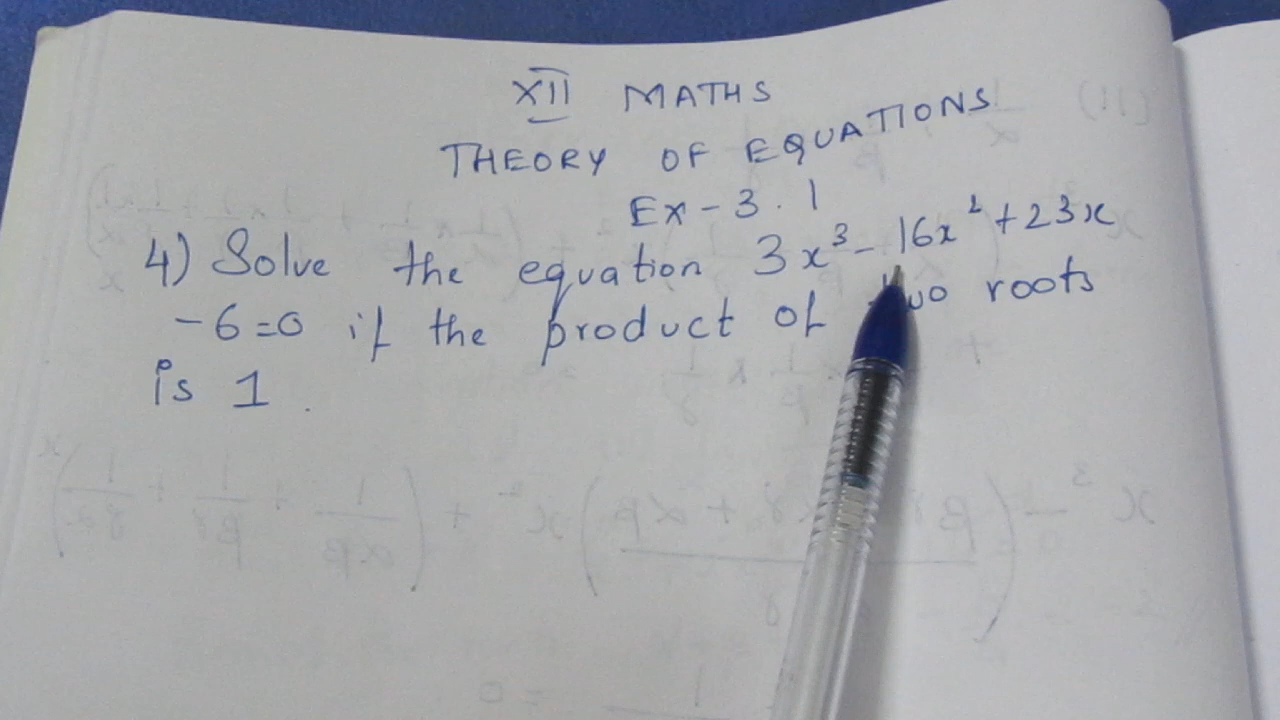 XII MATHS
THEORY OF EQUATIONS
Ex - 3.1
4) Solve the equation 3x³ - 16x² + 23x
- 6 = 0 if the product of two roots
is 1.